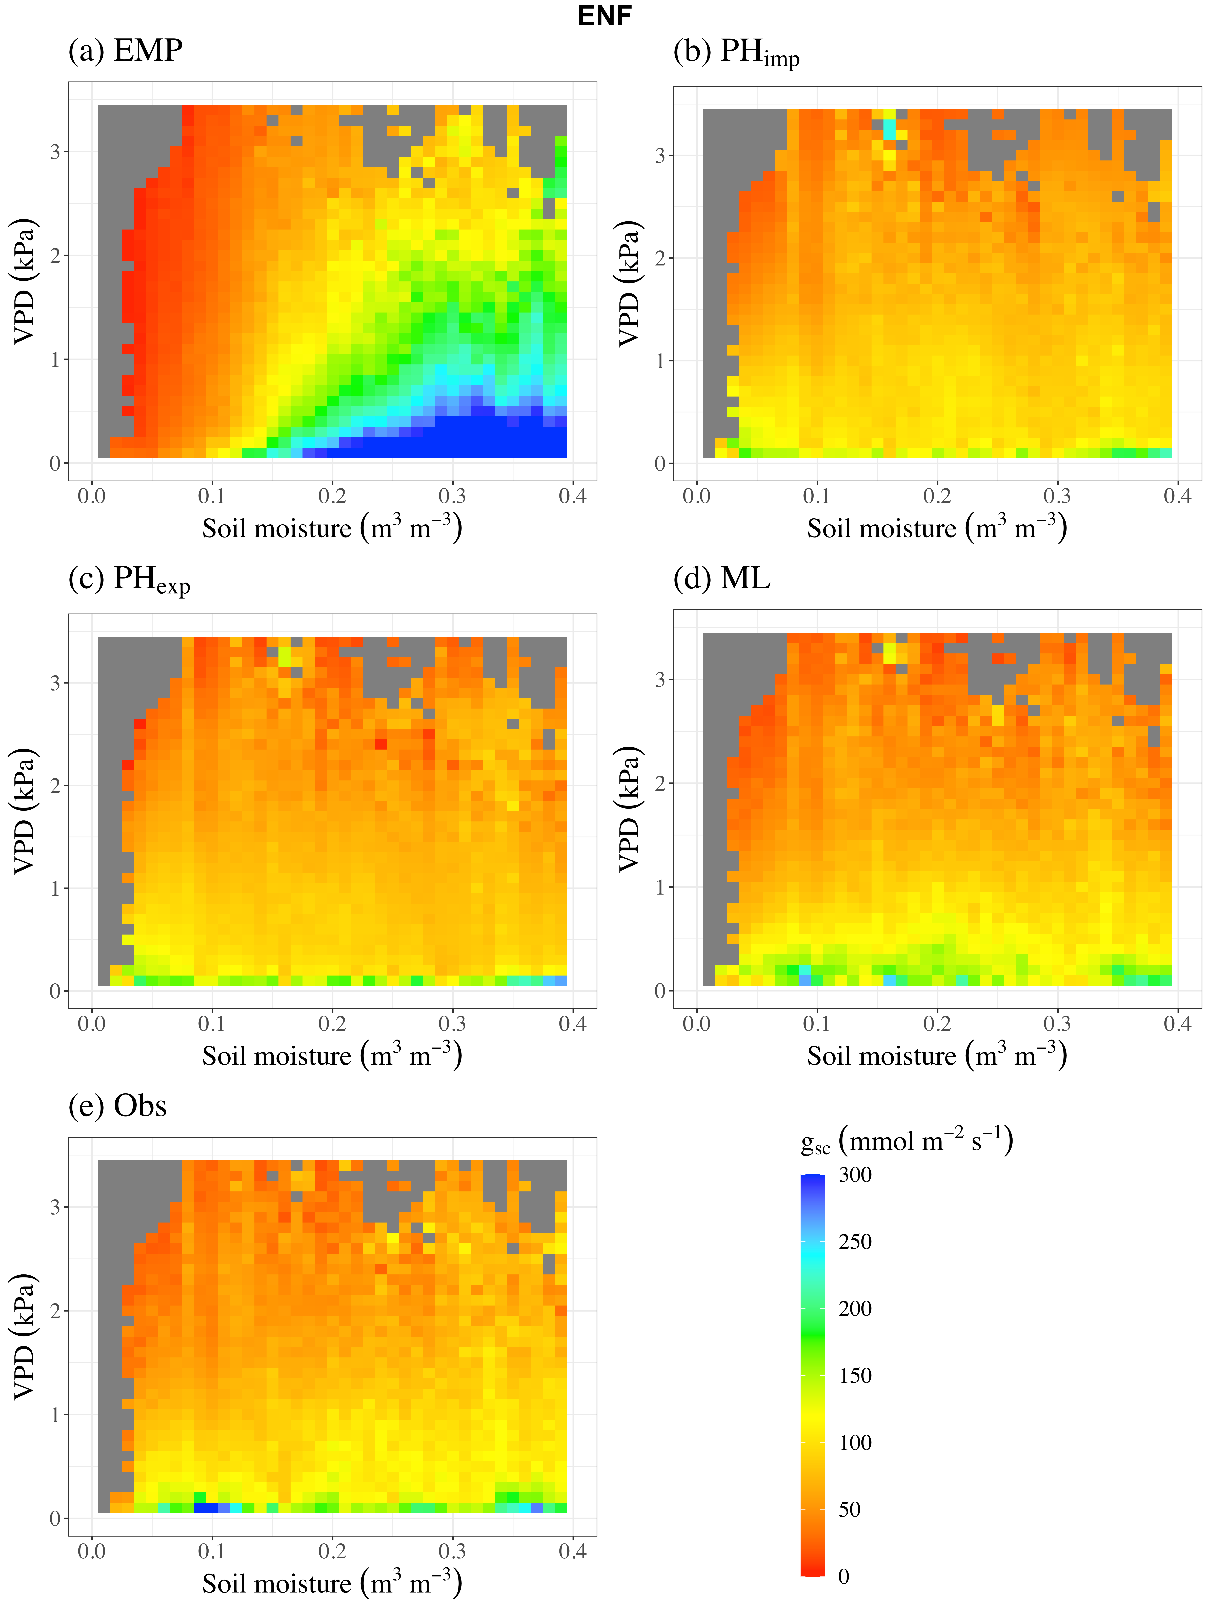 ENF
(a) EMP
(b) PHimp
3
2
1
0
VPD (kPa)
0.0 0.1 0.2 0.3 0.4
Soil moisture (m³ m⁻³)
3
2
1
0
VPD (kPa)
0.0 0.1 0.2 0.3 0.4
Soil moisture (m³ m⁻³)
(c) PHexp
(d) ML
3
2
1
0
VPD (kPa)
0.0 0.1 0.2 0.3 0.4
Soil moisture (m³ m⁻³)
3
2
1
0
VPD (kPa)
0.0 0.1 0.2 0.3 0.4
Soil moisture (m³ m⁻³)
(e) Obs
3
2
1
0
VPD (kPa)
0.0 0.1 0.2 0.3 0.4
Soil moisture (m³ m⁻³)
gsc (mmol m⁻² s⁻¹)
300
250
200
150
100
50
0